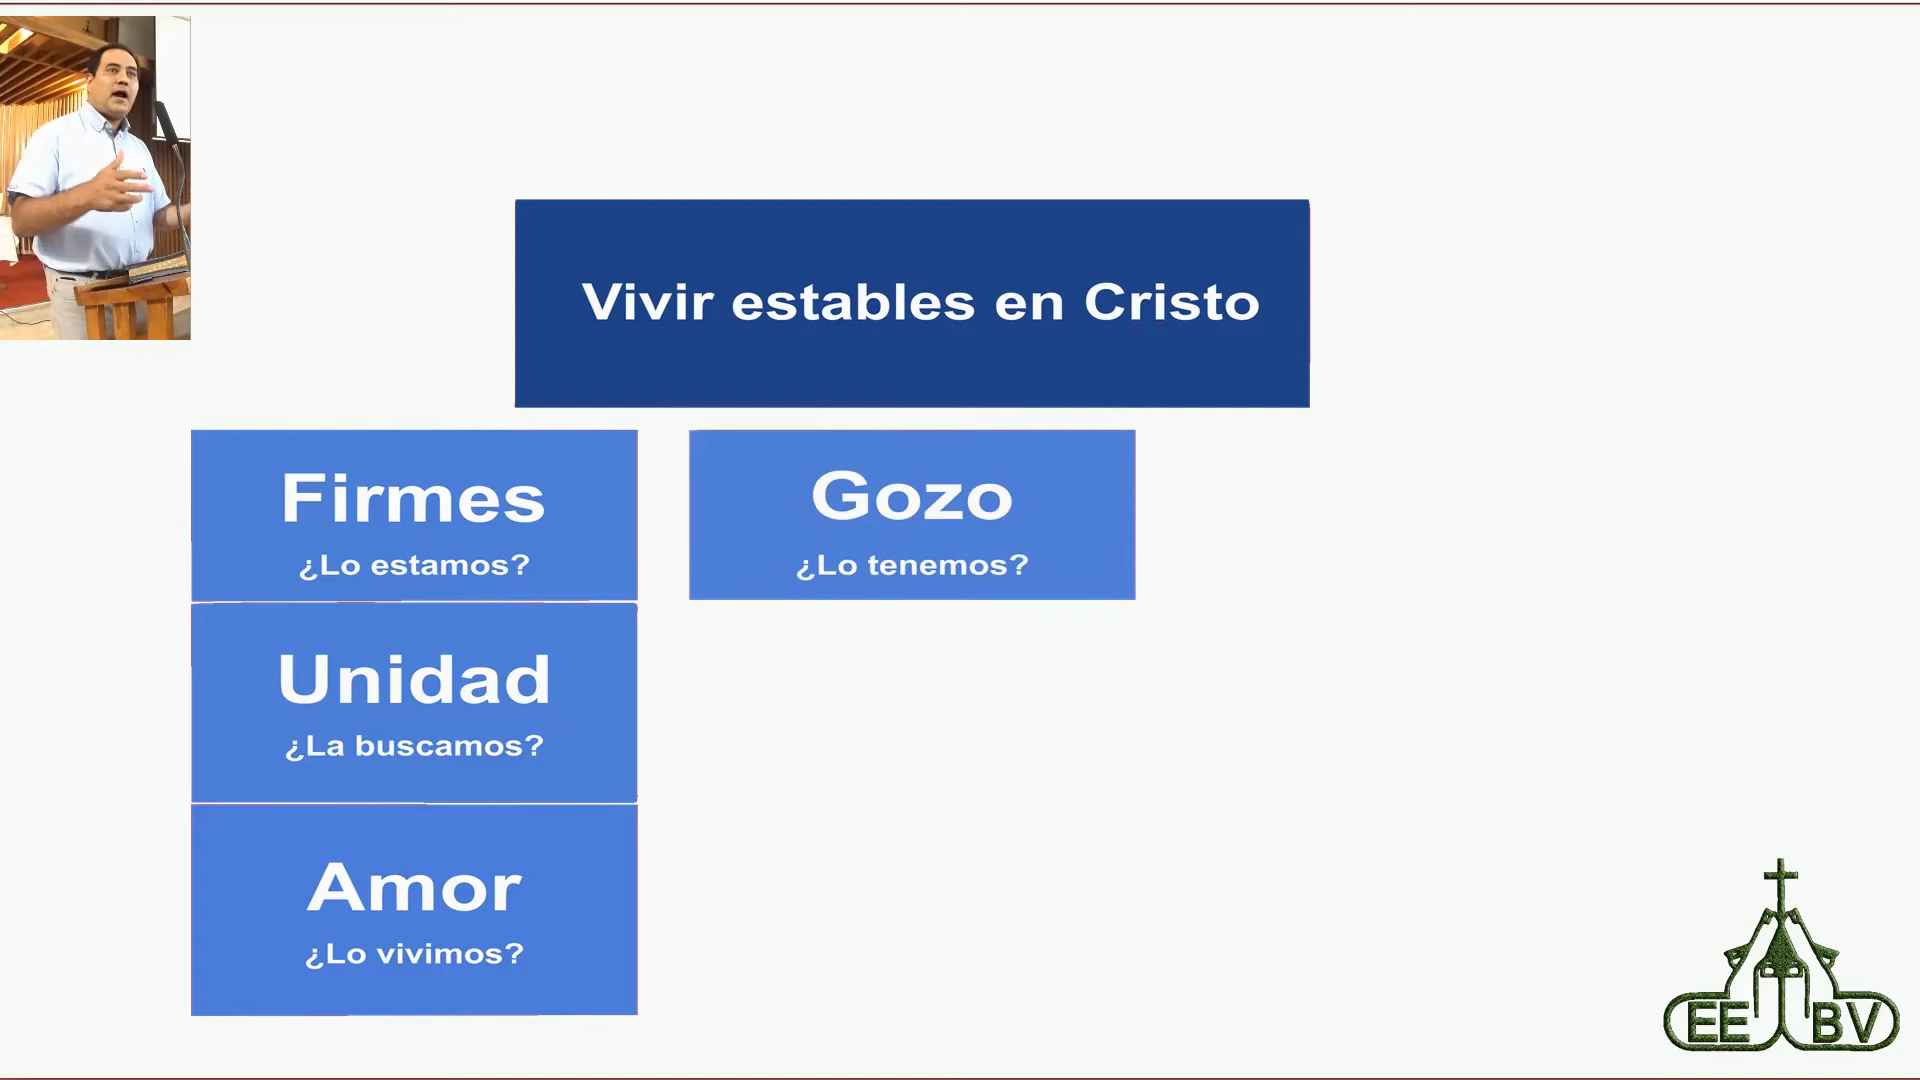 Vivir estables en Cristo
Firmes
¿Lo estamos?
Unidad
¿La buscamos?
Amor
¿Lo vivimos?
Gozo
¿Lo tenemos?
EE BV